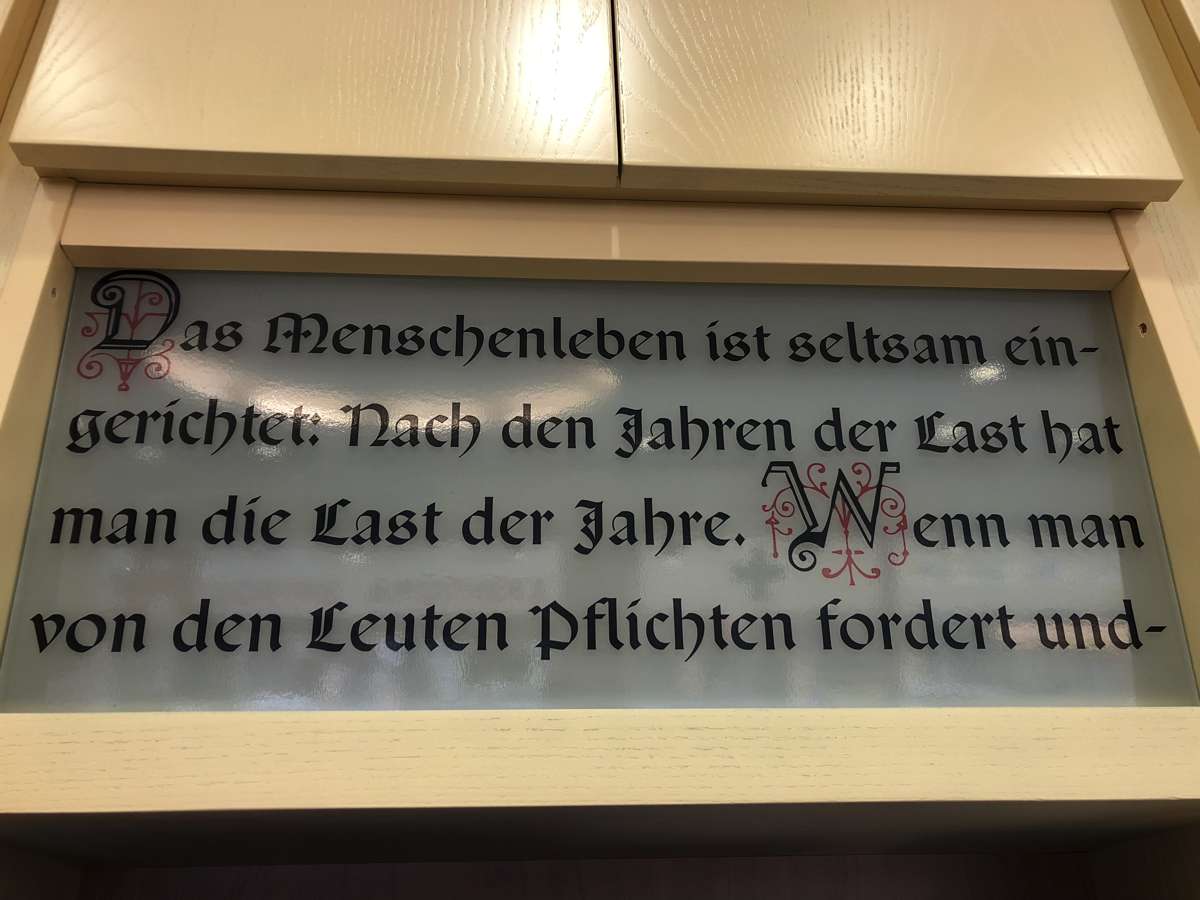 Das Menschenleben ist seltsam ein-
gerichtet: Nach den Jahren der Last hat
man die Last der Jahre. Wenn man
von den Leuten Pflichten fordert und-